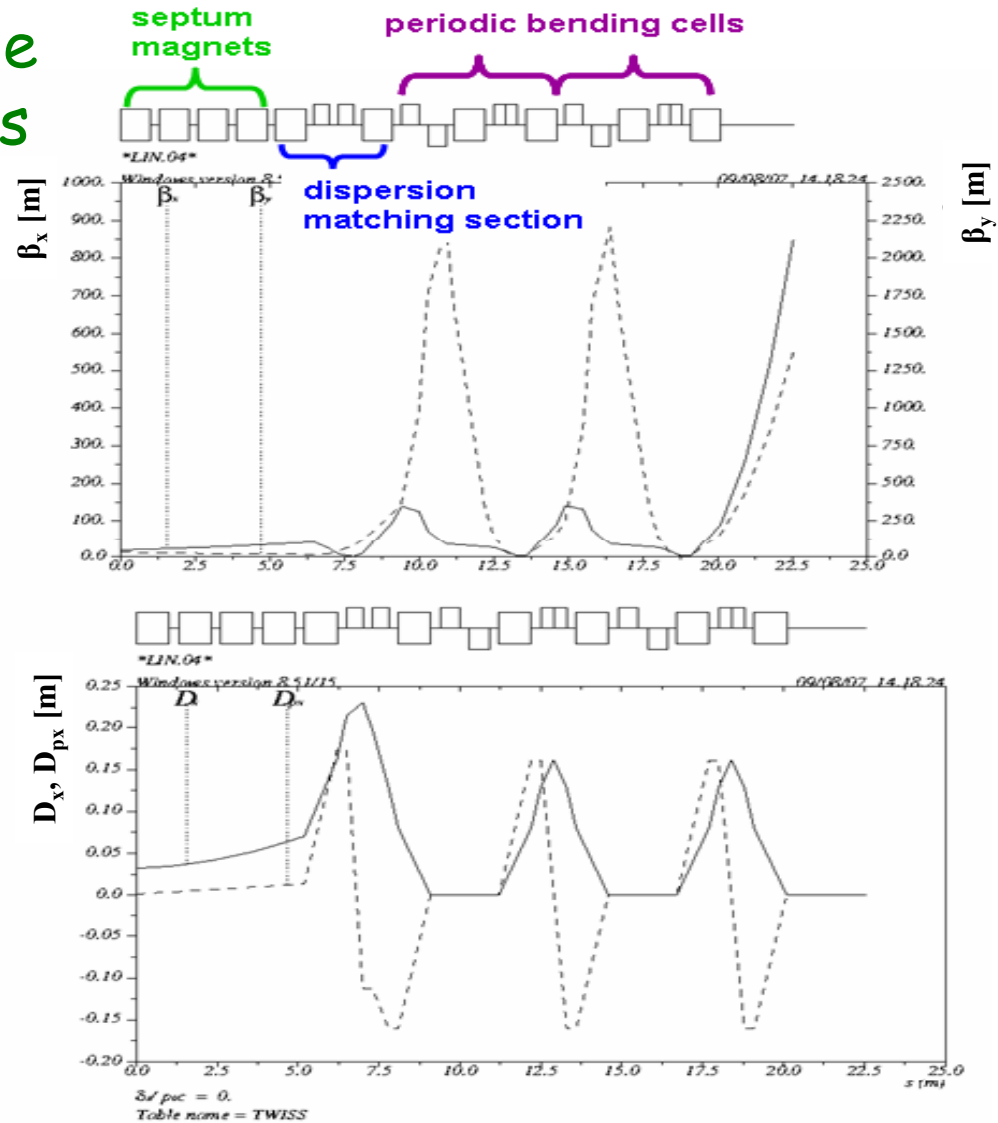 e
s
septum
magnets
periodic bending cells
*LIN.04*
Windows version 8.5
09/08/07 14.18.24
dispersion
matching section
βx [m]
βy [m]
βx
βy
1000.
900.
800.
700.
600.
500.
400.
300.
200.
100.
0.0
2500.
2250.
2000.
1750.
1500.
1250.
1000.
750.
500.
250.
0.0
0.0 2.5 5.0 7.5 10.0 12.5 15.0 17.5 20.0 22.5 25.0
*LIN.04*
Windows version 8.51/15
09/08/07 14.18.24
Dx, Dpx [m]
Dx
Dpx
0.25
0.20
0.15
0.10
0.05
0.0
-0.05
-0.10
-0.15
-0.20
0.0 2.5 5.0 7.5 10.0 12.5 15.0 17.5 20.0 22.5 25.0
s (m)
= 0.
Table name = TWISS